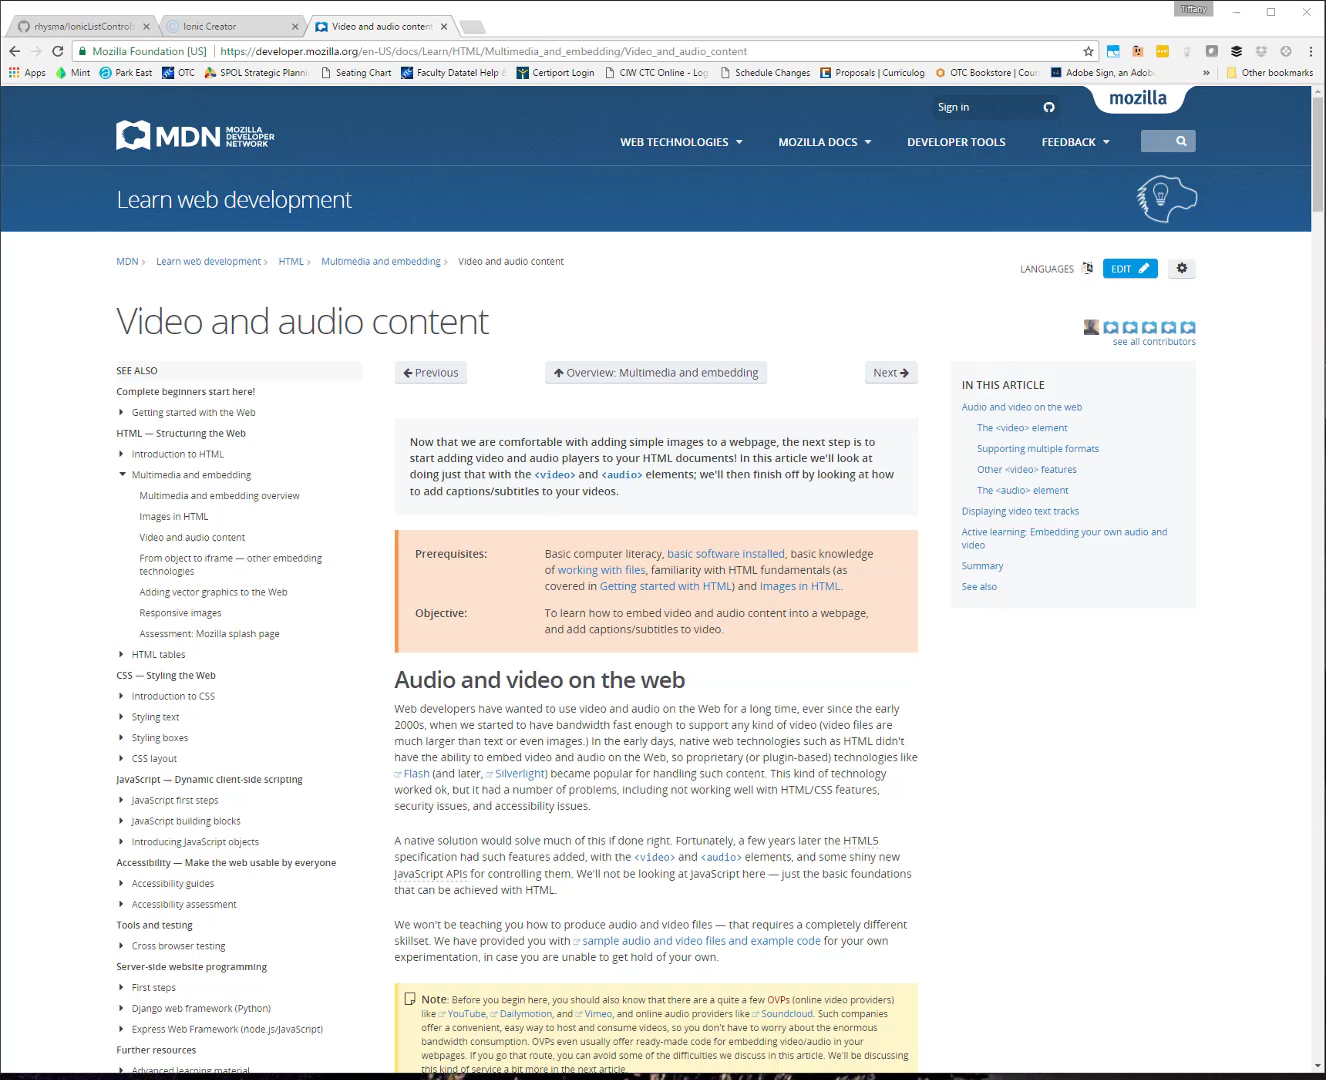 Tiffany
rhysma/IonicListControls
Ionic Creator
Video and audio content
Mozilla Foundation [US]
https://developer.mozilla.org/en-US/docs/Learn/HTML/Multimedia_and_embedding/Video_and_audio_content
Apps
Mint
Park East
OTC
SPOL Strategic Plannin
Seating Chart
Faculty Datatel Help &
Certiport Login
CIW CTC Online - Log
Schedule Changes
Proposals | Curriculog
OTC Bookstore | Cour
Adobe Sign, an Adob
»
Other bookmarks
Sign in
mozilla
MDN MOZILLA DEVELOPER NETWORK
WEB TECHNOLOGIES
MOZILLA DOCS
DEVELOPER TOOLS
FEEDBACK
Learn web development
MDN
Learn web development
HTML
Multimedia and embedding
Video and audio content
LANGUAGES
EDIT
Video and audio content
see all contributors
SEE ALSO
Complete beginners start here!
Getting started with the Web
HTML — Structuring the Web
Introduction to HTML
Multimedia and embedding
Multimedia and embedding overview
Images in HTML
Video and audio content
From object to iframe — other embedding
technologies
Adding vector graphics to the Web
Responsive images
Assessment: Mozilla splash page
HTML tables
CSS — Styling the Web
Introduction to CSS
Styling text
Styling boxes
CSS layout
JavaScript — Dynamic client-side scripting
JavaScript first steps
JavaScript building blocks
Introducing JavaScript objects
Accessibility — Make the web usable by everyone
Accessibility guides
Accessibility assessment
Tools and testing
Cross browser testing
Server-side website programming
First steps
Django web framework (Python)
Express Web Framework (node.js/JavaScript)
Further resources
Advanced learning material
Previous
Overview: Multimedia and embedding
Next
Now that we are comfortable with adding simple images to a webpage, the next step is to
start adding video and audio players to your HTML documents! In this article we'll look at
doing just that with the <video> and <audio> elements; we'll then finish off by looking at how
to add captions/subtitles to your videos.
Prerequisites:
Basic computer literacy, basic software installed, basic knowledge
of working with files, familiarity with HTML fundamentals (as
covered in Getting started with HTML) and Images in HTML.
Objective:
To learn how to embed video and audio content into a webpage,
and add captions/subtitles to video.
Audio and video on the web
Web developers have wanted to use video and audio on the Web for a long time, ever since the early
2000s, when we started to have bandwidth fast enough to support any kind of video (video files are
much larger than text or even images.) In the early days, native web technologies such as HTML didn't
have the ability to embed video and audio on the Web, so proprietary (or plugin-based) technologies like
Flash (and later, Silverlight) became popular for handling such content. This kind of technology
worked ok, but it had a number of problems, including not working well with HTML/CSS features,
security issues, and accessibility issues.
A native solution would solve much of this if done right. Fortunately, a few years later the HTML5
specification had such features added, with the <video> and <audio> elements, and some shiny new
JavaScript APIs for controlling them. We'll not be looking at JavaScript here — just the basic foundations
that can be achieved with HTML.
We won't be teaching you how to produce audio and video files — that requires a completely different
skillset. We have provided you with sample audio and video files and example code for your own
experimentation, in case you are unable to get hold of your own.
Note: Before you begin here, you should also know that there are a quite a few OVPs (online video providers)
like YouTube, Dailymotion, and Vimeo, and online audio providers like Soundcloud. Such companies
offer a convenient, easy way to host and consume videos, so you don't have to worry about the enormous
bandwidth consumption. OVPs even usually offer ready-made code for embedding video/audio in your
webpages. If you go that route, you can avoid some of the difficulties we discuss in this article. We'll be discussing
this kind of service a bit more in the next article.
IN THIS ARTICLE
Audio and video on the web
The <video> element
Supporting multiple formats
Other <video> features
The <audio> element
Displaying video text tracks
Active learning: Embedding your own audio and
video
Summary
See also